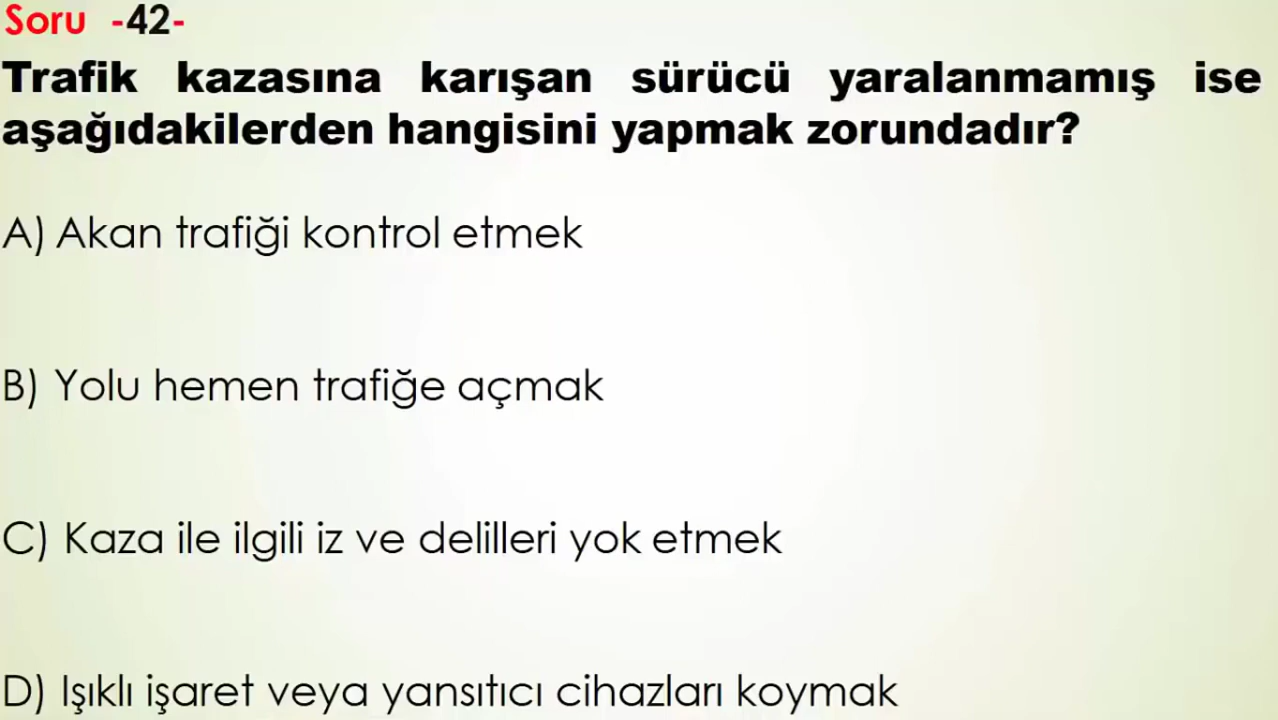 Soru -42-
Trafik kazasına karışan sürücü yaralanmamış ise
aşağıdakilerden hangisini yapmak zorundadır?
A) Akan trafiği kontrol etmek
B) Yolu hemen trafiğe açmak
C) Kaza ile ilgili iz ve delilleri yok etmek
D) Işıklı işaret veya yansıtıcı cihazları koymak